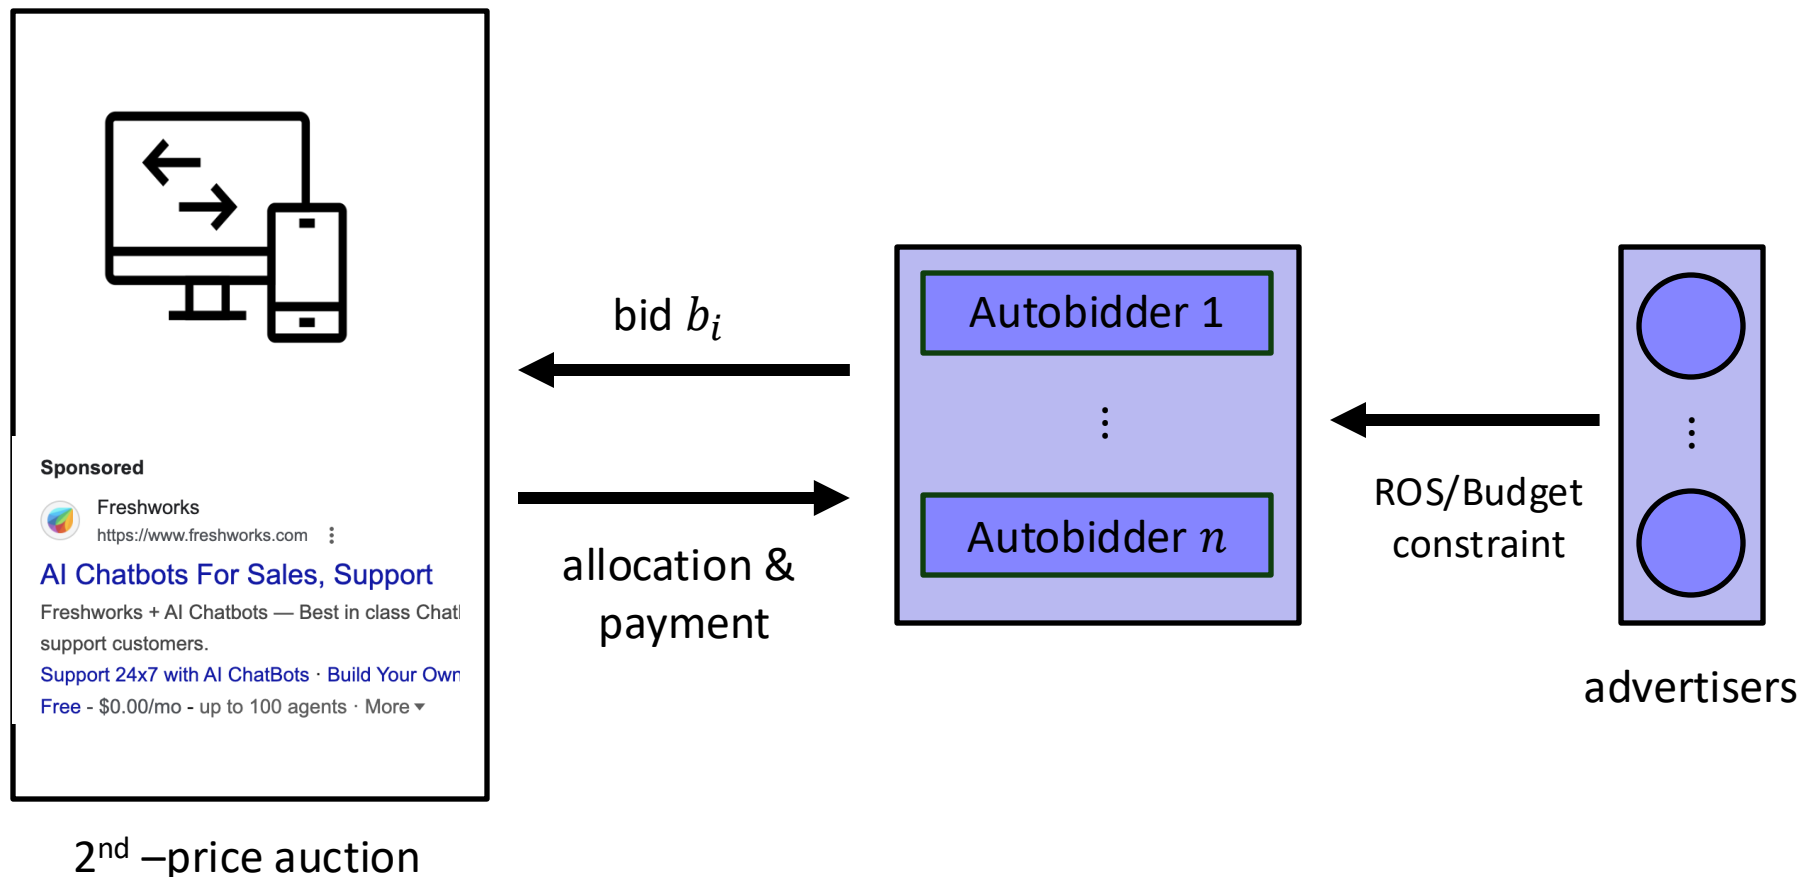 Sponsored
Freshworks
https://www.freshworks.com
AI Chatbots For Sales, Support
Freshworks + AI Chatbots — Best in class Chatl
support customers.
Support 24x7 with AI ChatBots · Build Your Own
Free - $0.00/mo - up to 100 agents · More
2nd –price auction
bid bᵢ
allocation &
payment
Autobidder 1
⋮
Autobidder n
ROS/Budget
constraint
⋮
advertisers